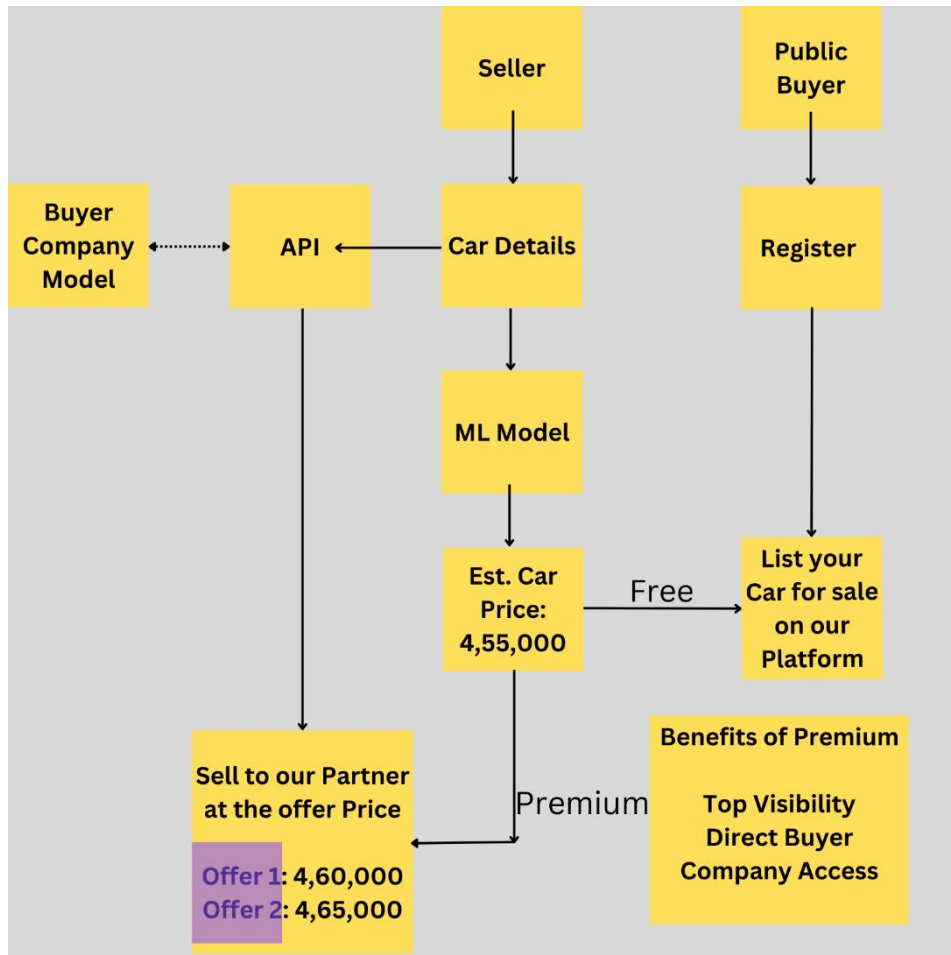 Seller
Public
Buyer
Buyer
Company
Model
API
Car Details
Register
ML Model
Est. Car
Price:
4,55,000
Free
List your
Car for sale
on our
Platform
Sell to our Partner
at the offer Price
Offer 1: 4,60,000
Offer 2: 4,65,000
Premium
Benefits of Premium
Top Visibility
Direct Buyer
Company Access